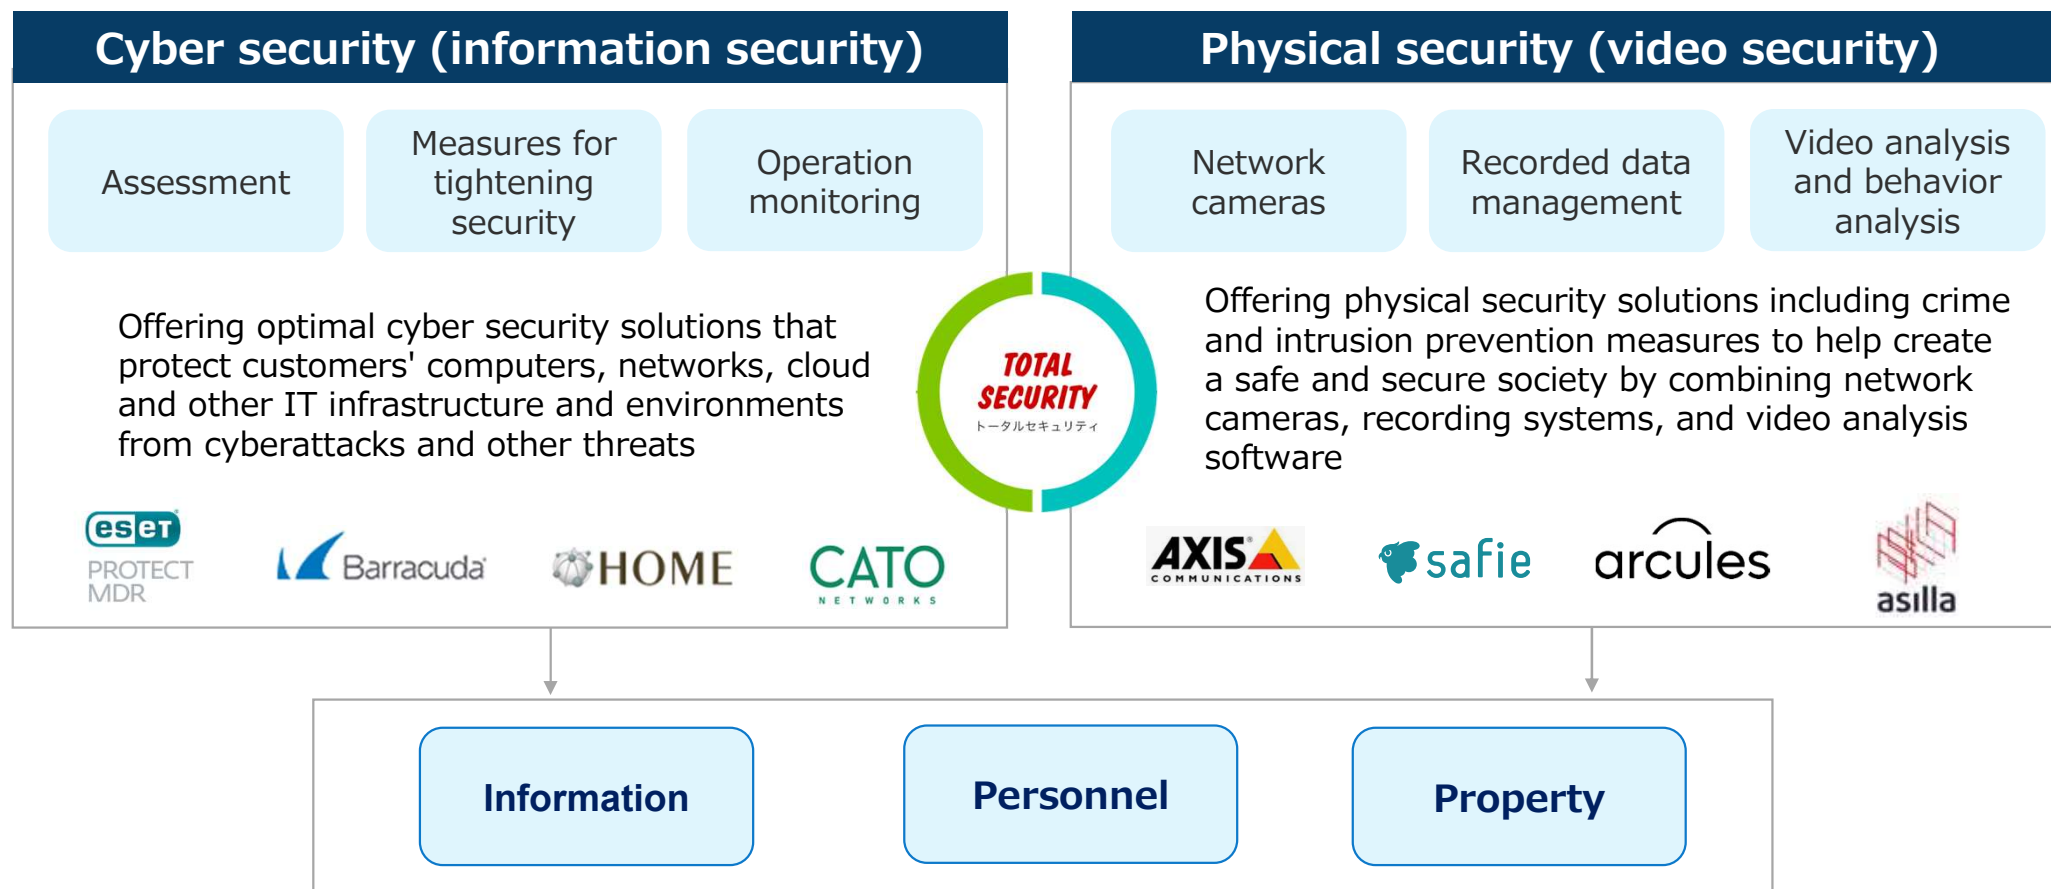 Cyber security (information security)
Assessment
Measures for
tightening
security
Operation
monitoring
Offering optimal cyber security solutions that
protect customers' computers, networks, cloud
and other IT infrastructure and environments
from cyberattacks and other threats
eseT
PROTECT
MDR
Barracuda
HOME
CATO
NETWORKS
TOTAL
SECURITY
トータルセキュリティ
Physical security (video security)
Network
cameras
Recorded data
management
Video analysis
and behavior
analysis
Offering physical security solutions including crime
and intrusion prevention measures to help create
a safe and secure society by combining network
cameras, recording systems, and video analysis
software
AXIS
COMMUNICATIONS
safie
arcules
asilla
Information
Personnel
Property